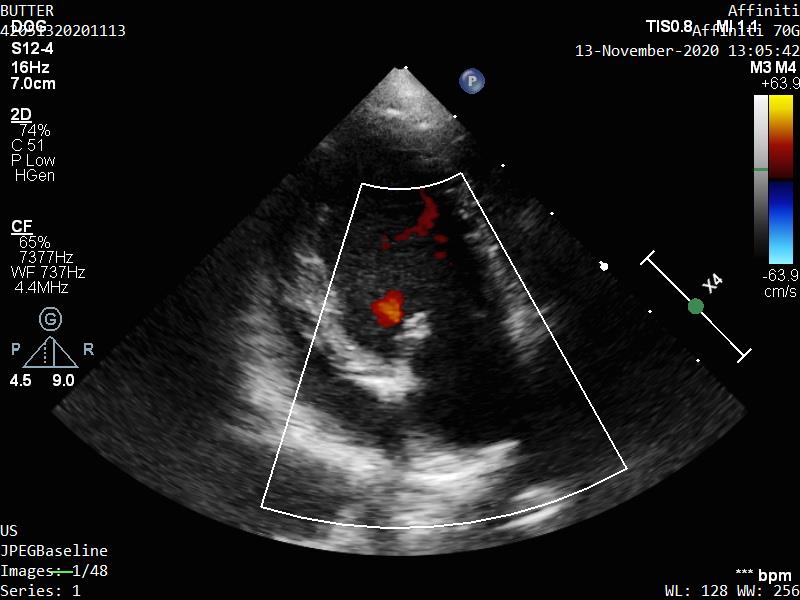 BUTTER
DOG
42051320201113
S12-4
16Hz
7.0cm
2D
74%
C 51
P Low
HGen
CF
65%
7377Hz
WF 737Hz
4.4MHz
G
P R
4.5 9.0
P
Affiniti
TIS0.8 MI 1.1
Affiniti 70G
13-November-2020 13:05:42
M3 M4
+63.9
-63.9
cm/s
X4
US
JPEGBaseline
Images: 1/48
Series: 1
*** bpm
WL: 128 WW: 256